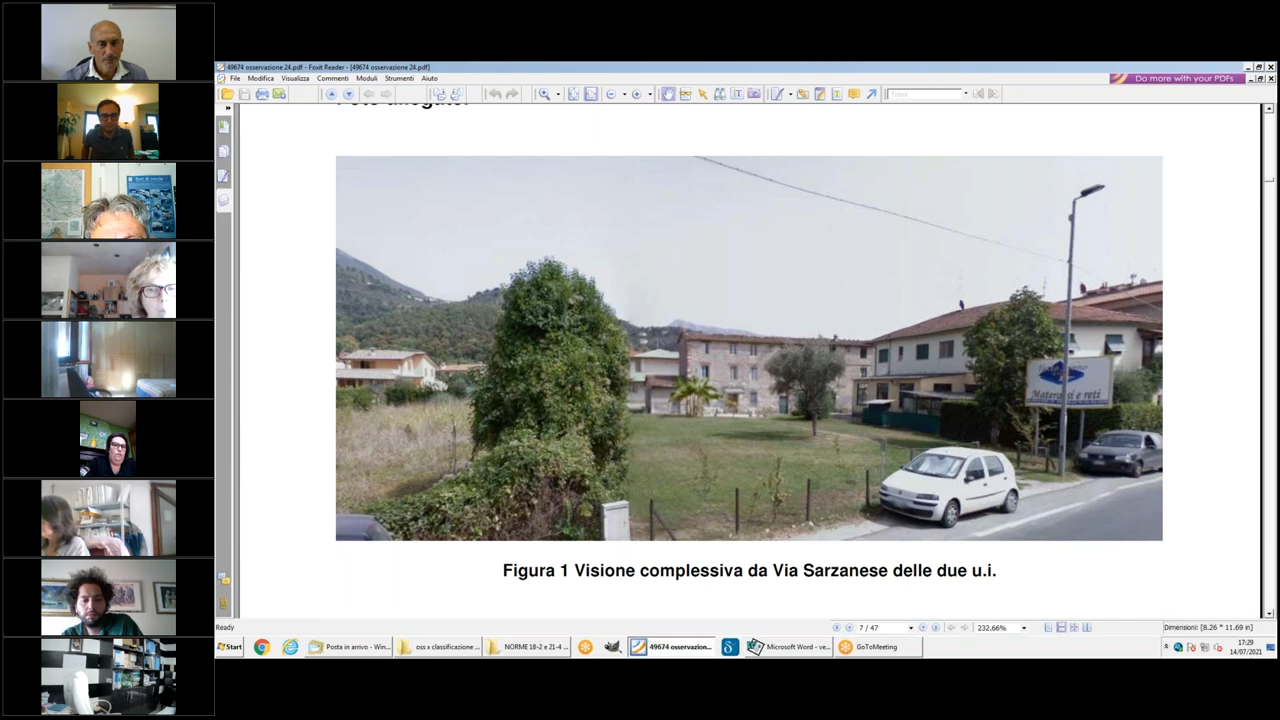 49674 osservazione 24.pdf - Foxit Reader - [49674 osservazione 24.pdf]
File Modifica Visualizza Commenti Moduli Strumenti Aiuto
Do more with your PDFs
Trova
Materassi e reti
Figura 1 Visione complessiva da Via Sarzanese delle due u.i.
Ready
7 / 47
232.66%
Dimensioni: [8.26 * 11.69 in]
Start
Posta in arrivo - Win...
oss x classificazione ...
NORME 18-2 e 21-4 ...
49674 osservazion...
Microsoft Word - ve...
GoToMeeting
17:29
14/07/2021